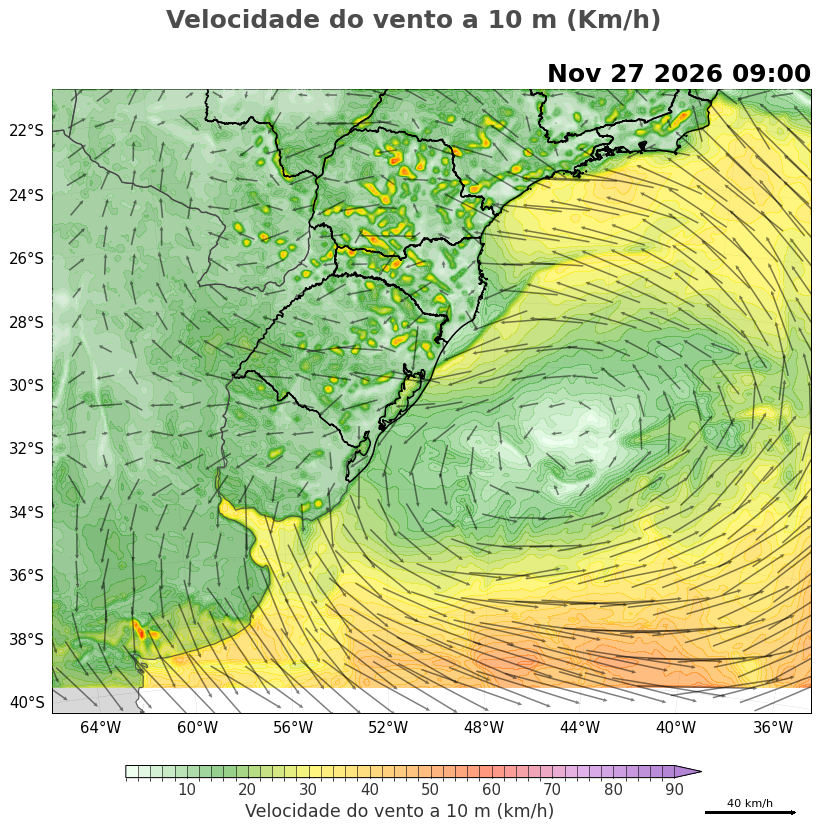 Velocidade do vento a 10 m (Km/h)
Nov 27 2026 09:00
22°S
24°S
26°S
28°S
30°S
32°S
34°S
36°S
38°S
40°S
64°W 60°W 56°W 52°W 48°W 44°W 40°W 36°W
10 20 30 40 50 60 70 80 90
Velocidade do vento a 10 m (km/h)
40 km/h